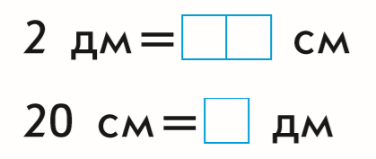 2 дм = см
20 см = дм